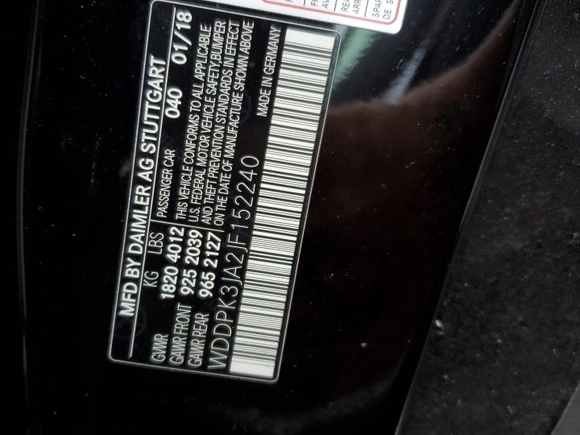 MFD BY DAIMLER AG STUTTGART
KG LBS PASSENGER CAR 040 01/18
GVWR 1820 4012 THIS VEHICLE CONFORMS TO ALL APPLICABLE
GAWR FRONT 925 2039 U.S. FEDERAL MOTOR VEHICLE SAFETY,BUMPER
GAWR REAR 965 2127 AND THEFT PREVENTION STANDARDS IN EFFECT
ON THE DATE OF MANUFACTURE SHOWN ABOVE
WDDPK3JA2JF152240 MADE IN GERMANY